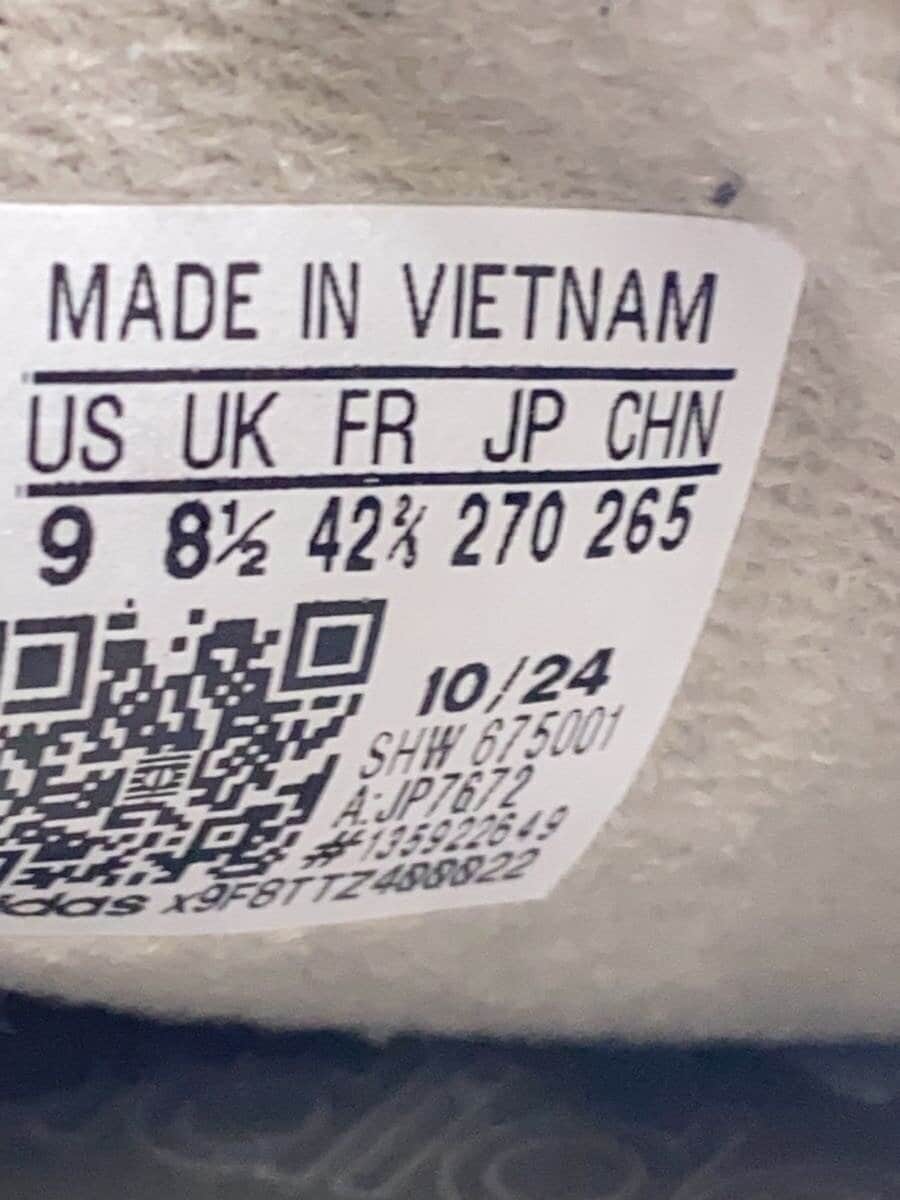 MADE IN VIETNAM
US UK FR JP CHN
9 8½ 42⅔ 270 265
10/24
SHW 675001
A:JP7672
#135922649
adidas x9F8TTZ400022